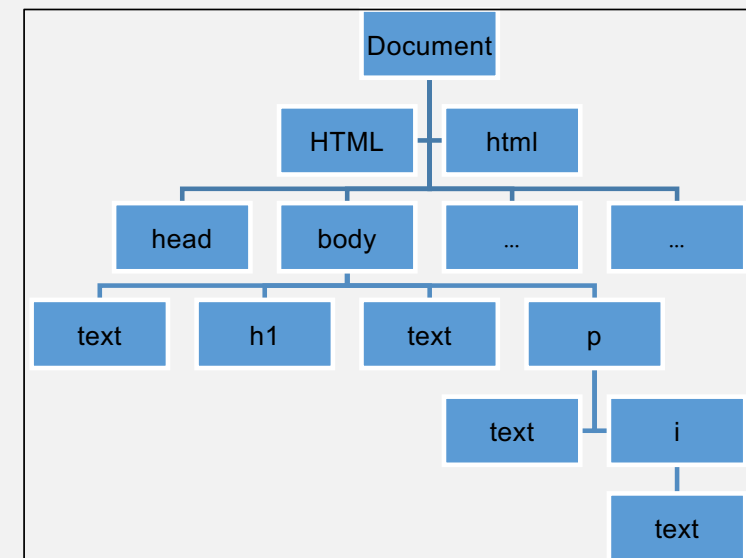 Document
HTML html
head body ... ...
text h1 text p
text i
text